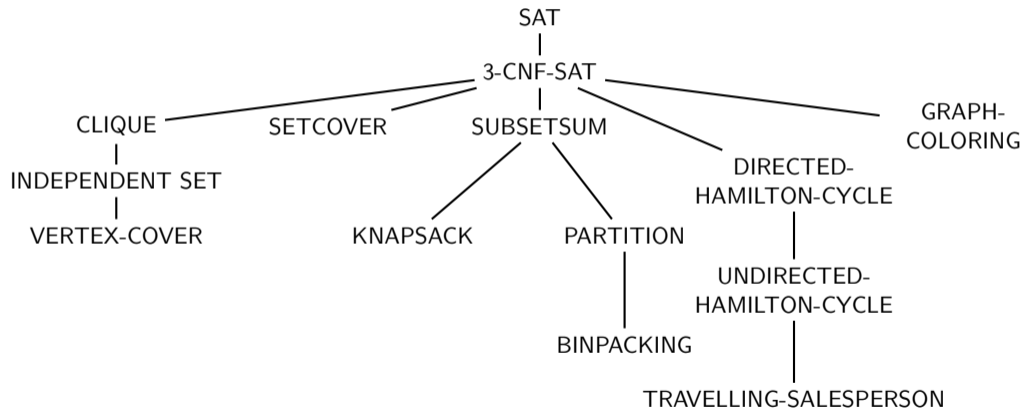 SAT
3-CNF-SAT
CLIQUE
SETCOVER
SUBSETSUM
GRAPH-
COLORING
DIRECTED-
HAMILTON-CYCLE
INDEPENDENT SET
VERTEX-COVER
KNAPSACK
PARTITION
UNDIRECTED-
HAMILTON-CYCLE
BINPACKING
TRAVELLING-SALESPERSON